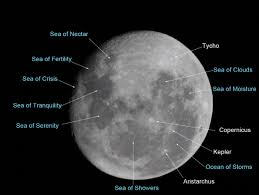 Sea of Nectar
Tycho
Sea of Fertility
Sea of Clouds
Sea of Crisis
Sea of Moisture
Sea of Tranquility
Sea of Serenity
Copernicus
Kepler
Ocean of Storms
Aristarchus
Sea of Showers